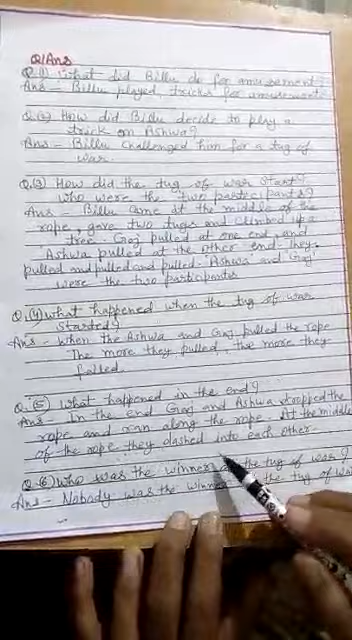 Q/Ans
Q.(1) What did Billu do for amusement?
Ans - Billu played tricks for amusement
Q.(2) How did Billu decide to play a
trick on Ashwa?
Ans - Billu challenged him for a tug of
war.
Q.(3) How did the tug of war start?
Who were the two participants?
Ans - Billu came at the middle of the
rope, gave two tugs and climbed up a
tree. Gaj pulled at one end, and
Ashwa pulled at the other end. They
pulled and pulled and pulled. 'Ashwa' and 'Gaj'
were the two participants
Q.(4) What happened when the tug of war
started?
Ans - When the Ashwa and Gaj pulled the rope
The more they pulled, the more they
failed.
Q.(5) What happened in the end?
Ans - In the end Gaj and Ashwa stopped the
rope and ran along the rope. At the middle
of the rope they dashed into each other.
Q.(6) Who was the winner the tug of war?
Ans - Nobody was the the tug of war